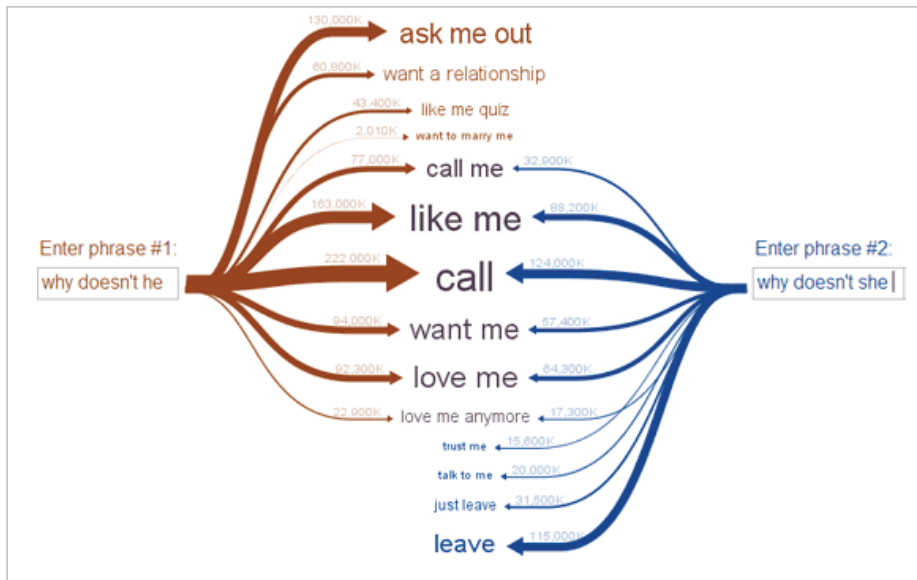 130,000K
ask me out
60,800K
want a relationship
43,400K
like me quiz
2,010K
want to marry me
77,000K
call me
32,900K
163,000K
like me
89,200K
Enter phrase #1:
222,000K
call
124,000K
Enter phrase #2:
why doesn't he
why doesn't she
94,000K
want me
57,400K
92,300K
love me
64,300K
22,900K
love me anymore
17,300K
trust me
15,600K
talk to me
20,000K
just leave
31,500K
leave
115,000K